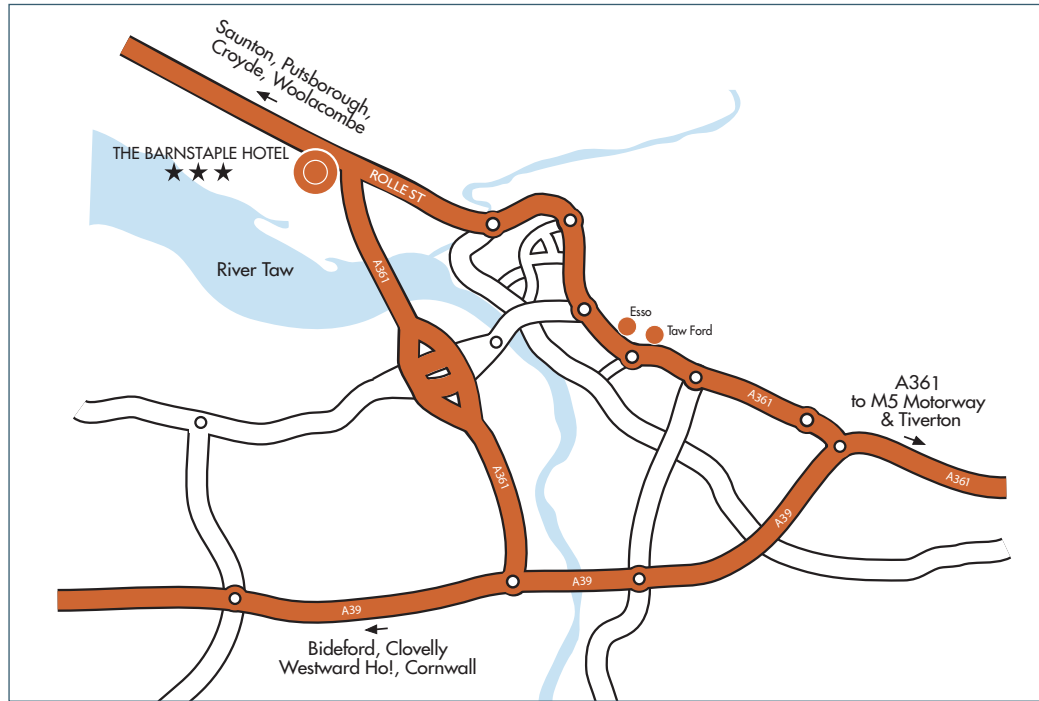 Saunton, Putsborough,
Croyde, Woolacombe
THE BARNSTAPLE HOTEL
ROLLE ST
River Taw
A361
Esso
Taw Ford
A361
to M5 Motorway
& Tiverton
A361
A361
A361
A39
A39
A39
Bideford, Clovelly
Westward Ho!, Cornwall